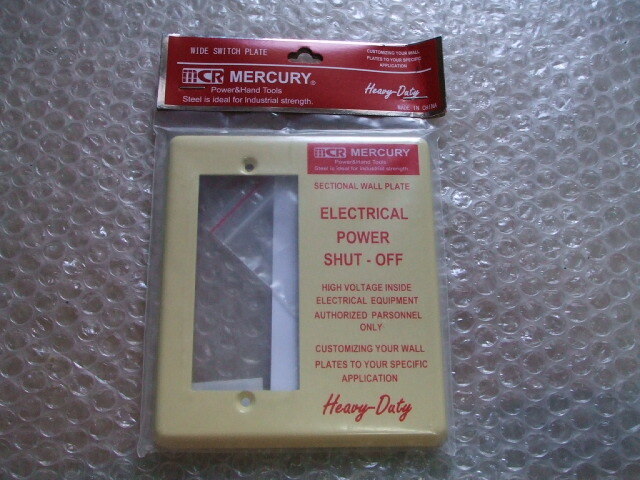 WIDE SWITCH PLATE
MCR MERCURY®
Power&Hand Tools
Steel is ideal for Industrial strength.
CUSTOMIZING YOUR WALL
PLATES TO YOUR SPECIFIC
APPLICATION
Heavy-Duty
MADE IN CHINA
MCR MERCURY
Power&Hand Tools
Steel is ideal for Industrial strength
SECTIONAL WALL PLATE
ELECTRICAL
POWER
SHUT - OFF
HIGH VOLTAGE INSIDE
ELECTRICAL EQUIPMENT
AUTHORIZED PARSONNEL
ONLY
CUSTOMIZING YOUR WALL
PLATES TO YOUR SPECIFIC
APPLICATION
Heavy-Duty